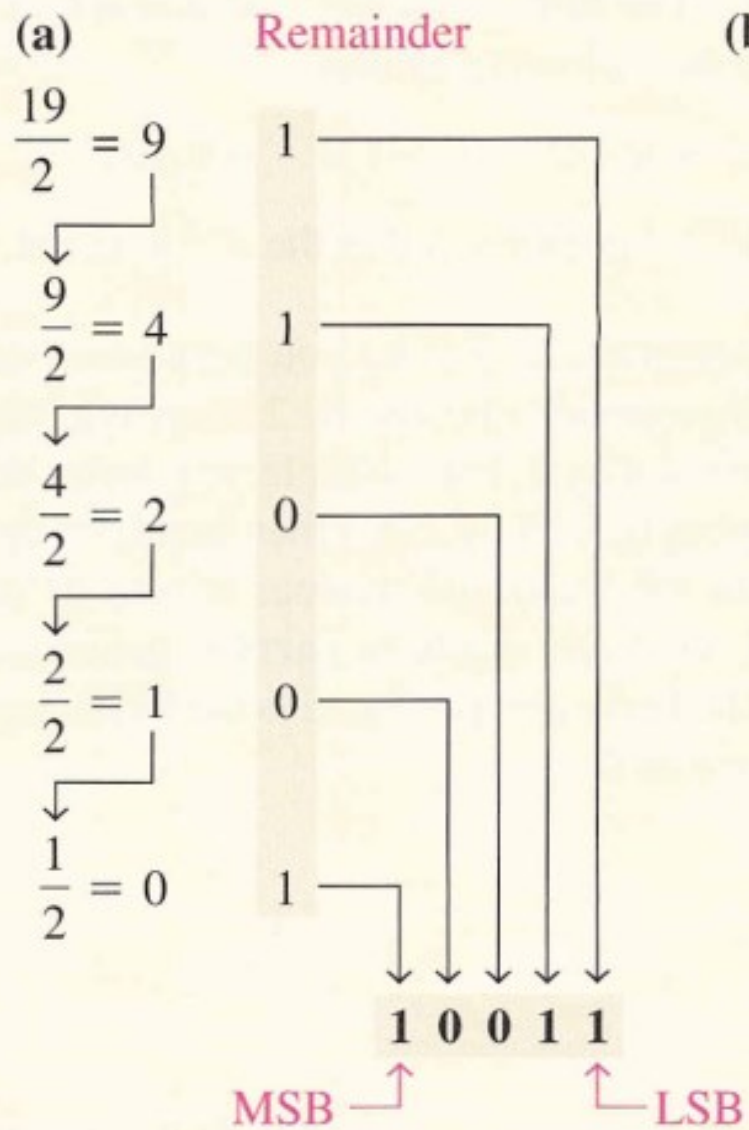 (a) Remainder (b
19/2 = 9 1
9/2 = 4 1
4/2 = 2 0
2/2 = 1 0
1/2 = 0 1
1 0 0 1 1
MSB LSB